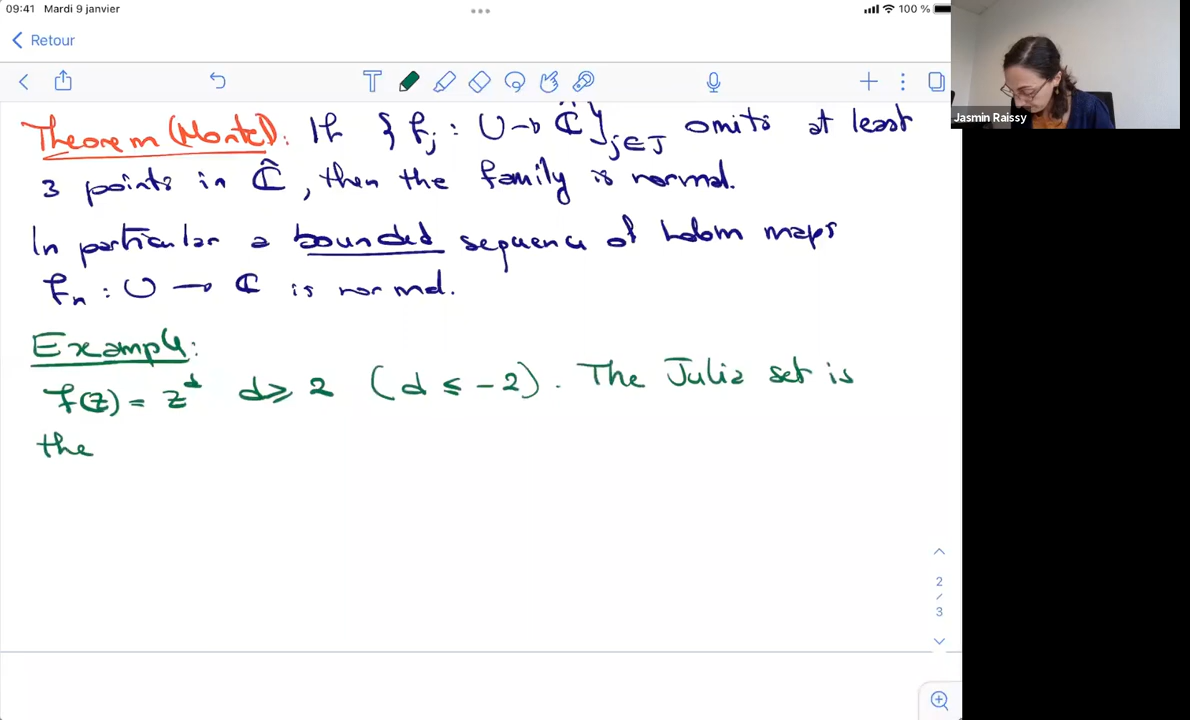 09:41 Mardi 9 janvier
100 %
Retour
Jasmin Raissy
Theorem (Montel): If {f_j : U → Ĉ}_{j∈J} omits at least
3 points in Ĉ, then the family is normal.
In particular a bounded sequence of holom maps
f_n : U → ℂ is normal.
Example:
f(z) = z^d d ⩾ 2 (d ≤ -2). The Julia set is
the
2
/
3